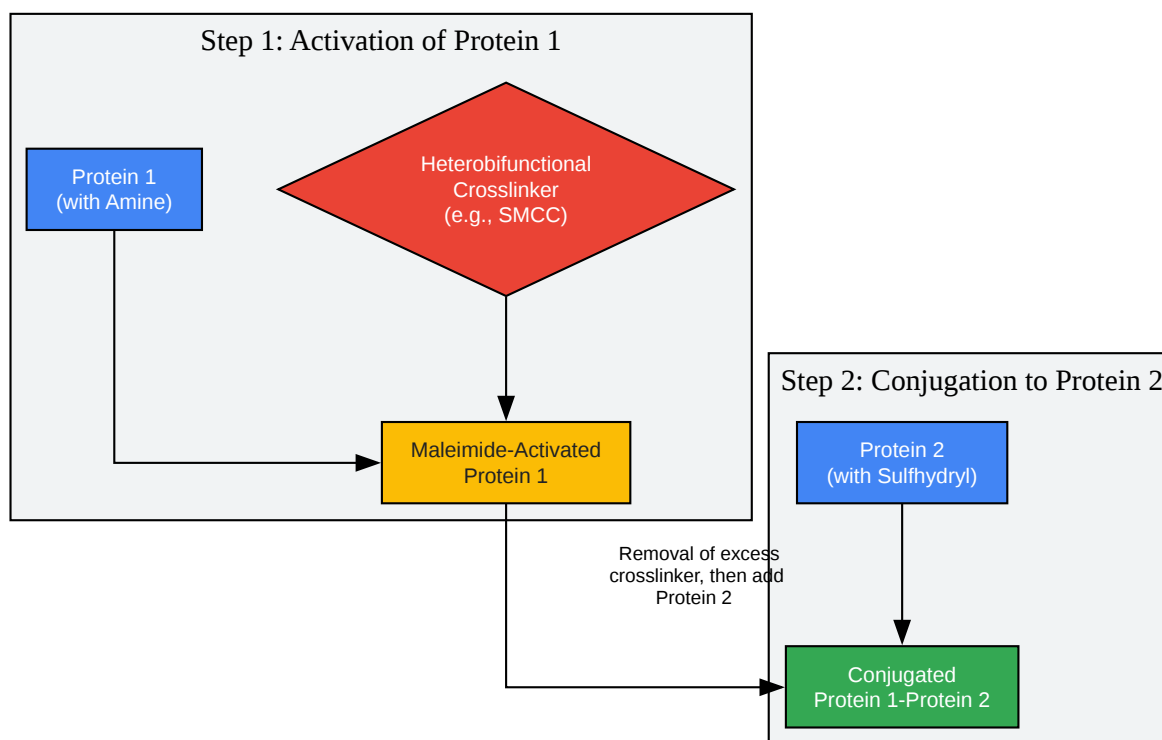 Step 1: Activation of Protein 1
Protein 1
(with Amine)
Heterobifunctional
Crosslinker
(e.g., SMCC)
Maleimide-Activated
Protein 1
Step 2: Conjugation to Protein 2
Protein 2
(with Sulfhydryl)
Removal of excess
crosslinker, then add
Protein 2
Conjugated
Protein 1-Protein 2